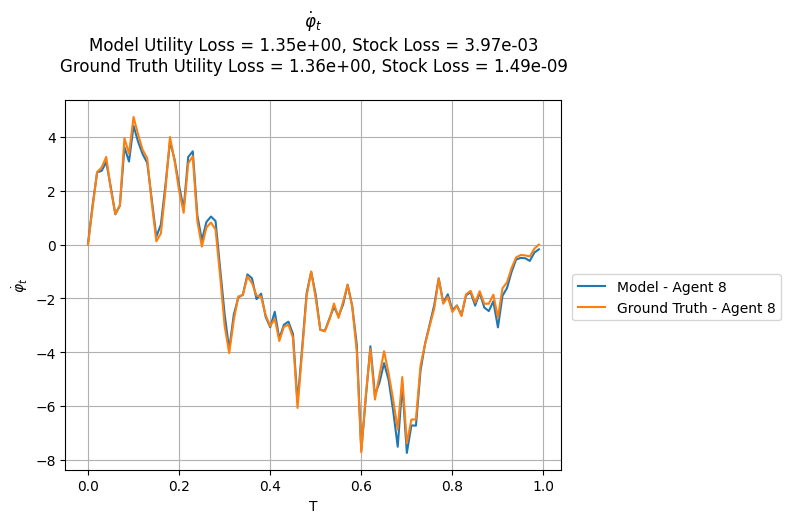 φ̇ₜ
Model Utility Loss = 1.35e+00, Stock Loss = 3.97e-03
Ground Truth Utility Loss = 1.36e+00, Stock Loss = 1.49e-09
φ̇ₜ
4
2
0
−2
−4
−6
−8
0.0 0.2 0.4 0.6 0.8 1.0
T
Model - Agent 8
Ground Truth - Agent 8